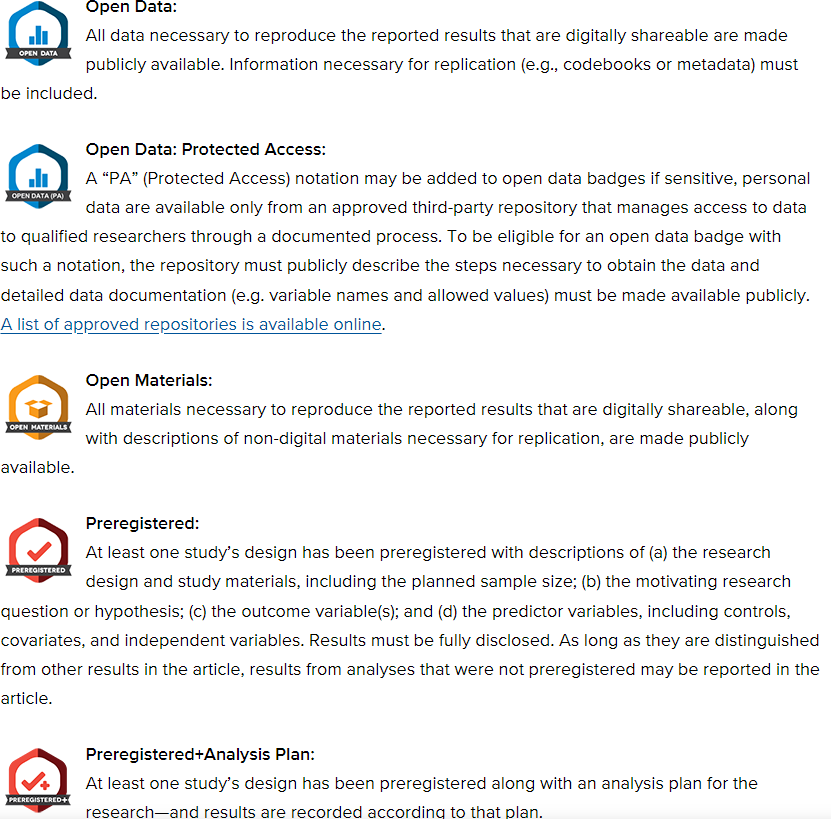 Open Data:
OPEN DATA
All data necessary to reproduce the reported results that are digitally shareable are made
publicly available. Information necessary for replication (e.g., codebooks or metadata) must
be included.
Open Data: Protected Access:
OPEN DATA (PA)
A “PA” (Protected Access) notation may be added to open data badges if sensitive, personal
data are available only from an approved third-party repository that manages access to data
to qualified researchers through a documented process. To be eligible for an open data badge with
such a notation, the repository must publicly describe the steps necessary to obtain the data and
detailed data documentation (e.g. variable names and allowed values) must be made available publicly.
A list of approved repositories is available online.
Open Materials:
OPEN MATERIALS
All materials necessary to reproduce the reported results that are digitally shareable, along
with descriptions of non-digital materials necessary for replication, are made publicly
available.
Preregistered:
PREREGISTERED
At least one study’s design has been preregistered with descriptions of (a) the research
design and study materials, including the planned sample size; (b) the motivating research
question or hypothesis; (c) the outcome variable(s); and (d) the predictor variables, including controls,
covariates, and independent variables. Results must be fully disclosed. As long as they are distinguished
from other results in the article, results from analyses that were not preregistered may be reported in the
article.
Preregistered+Analysis Plan:
PREREGISTERED+
At least one study’s design has been preregistered along with an analysis plan for the
research—and results are recorded according to that plan.